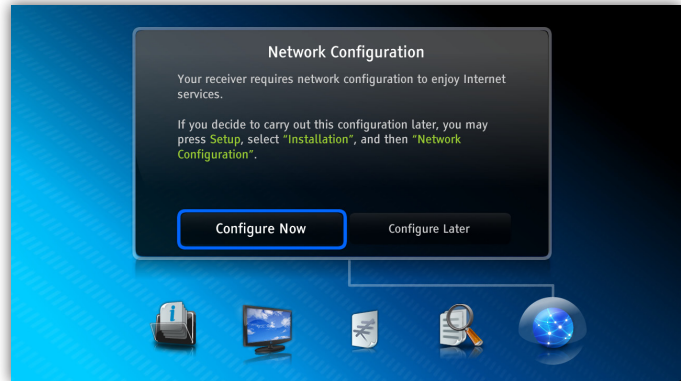 Network Configuration
Your receiver requires network configuration to enjoy Internet
services.
If you decide to carry out this configuration later, you may
press Setup, select “Installation”, and then “Network
Configuration”.
Configure Now
Configure Later
i